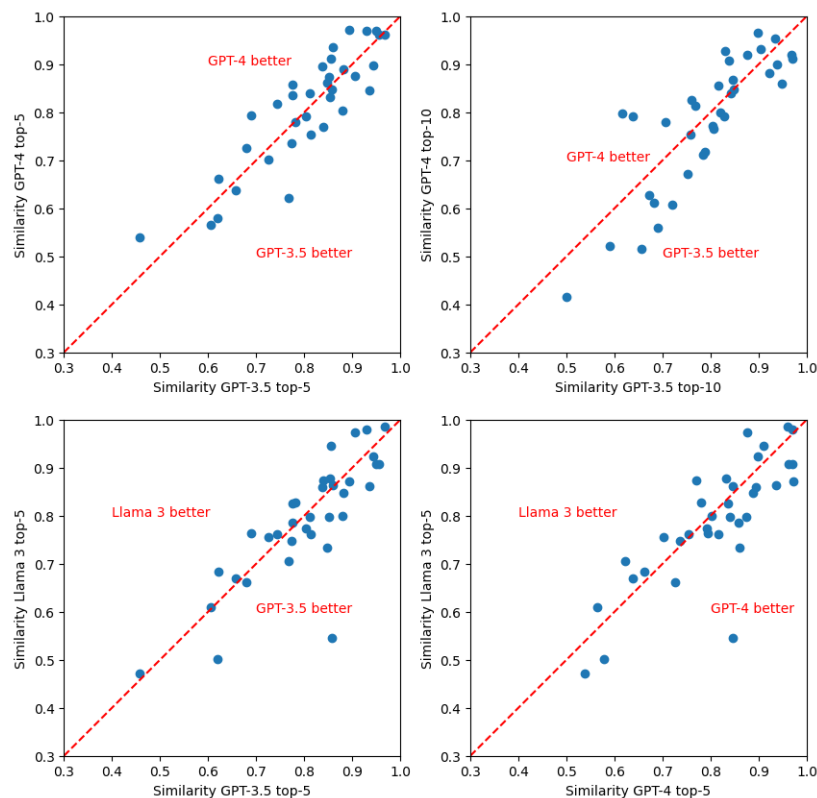 1.0
0.9
0.8
0.7
0.6
0.5
0.4
0.3
Similarity GPT-4 top-5
GPT-4 better
GPT-3.5 better
0.3 0.4 0.5 0.6 0.7 0.8 0.9 1.0
Similarity GPT-3.5 top-5
1.0
0.9
0.8
0.7
0.6
0.5
0.4
0.3
Similarity GPT-4 top-10
GPT-4 better
GPT-3.5 better
0.3 0.4 0.5 0.6 0.7 0.8 0.9 1.0
Similarity GPT-3.5 top-10
1.0
0.9
0.8
0.7
0.6
0.5
0.4
0.3
Similarity Llama 3 top-5
Llama 3 better
GPT-3.5 better
0.3 0.4 0.5 0.6 0.7 0.8 0.9 1.0
Similarity GPT-3.5 top-5
1.0
0.9
0.8
0.7
0.6
0.5
0.4
0.3
Similarity Llama 3 top-5
Llama 3 better
GPT-4 better
0.3 0.4 0.5 0.6 0.7 0.8 0.9 1.0
Similarity GPT-4 top-5